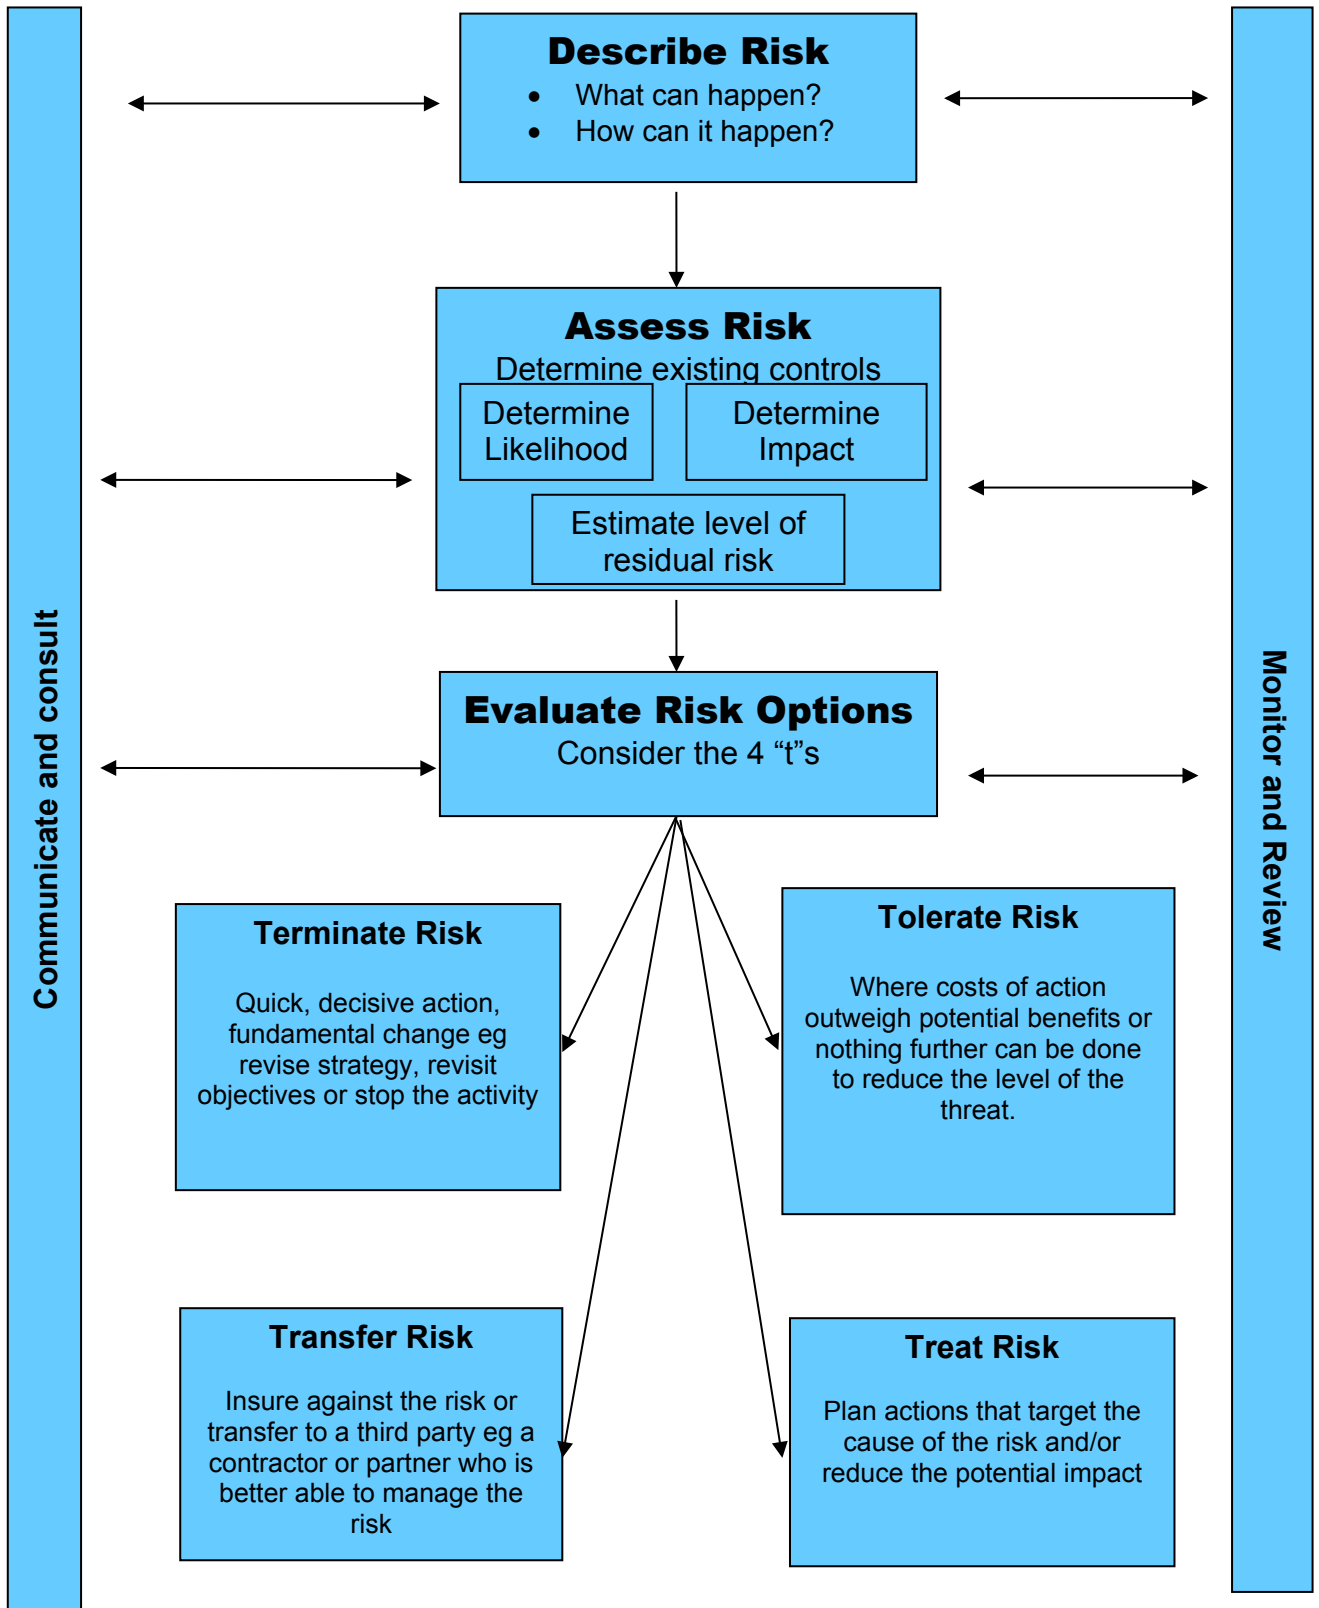 Describe Risk
• What can happen?
• How can it happen?
Assess Risk
Determine existing controls
Determine
Likelihood
Determine
Impact
Estimate level of
residual risk
Evaluate Risk Options
Consider the 4 “t”s
Communicate and consult
Monitor and Review
Terminate Risk
Quick, decisive action,
fundamental change eg
revise strategy, revisit
objectives or stop the activity
Tolerate Risk
Where costs of action
outweigh potential benefits or
nothing further can be done
to reduce the level of the
threat.
Transfer Risk
Insure against the risk or
transfer to a third party eg a
contractor or partner who is
better able to manage the
risk
Treat Risk
Plan actions that target the
cause of the risk and/or
reduce the potential impact